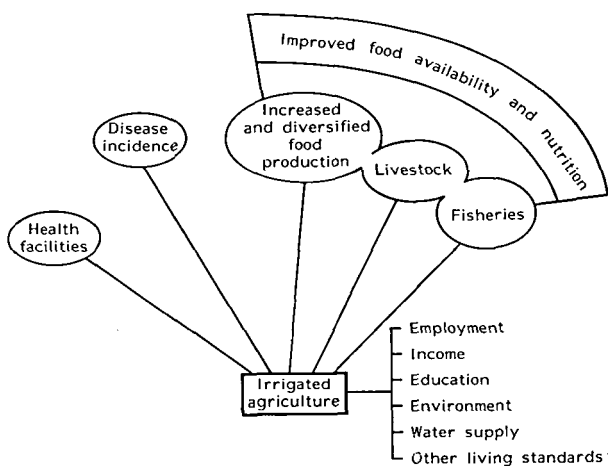 Improved food availability and nutrition
Increased
and diversified
food
production
Disease
incidence
Livestock
Fisheries
Health
facilities
Irrigated
agriculture
Employment
Income
Education
Environment
Water supply
Other living standards